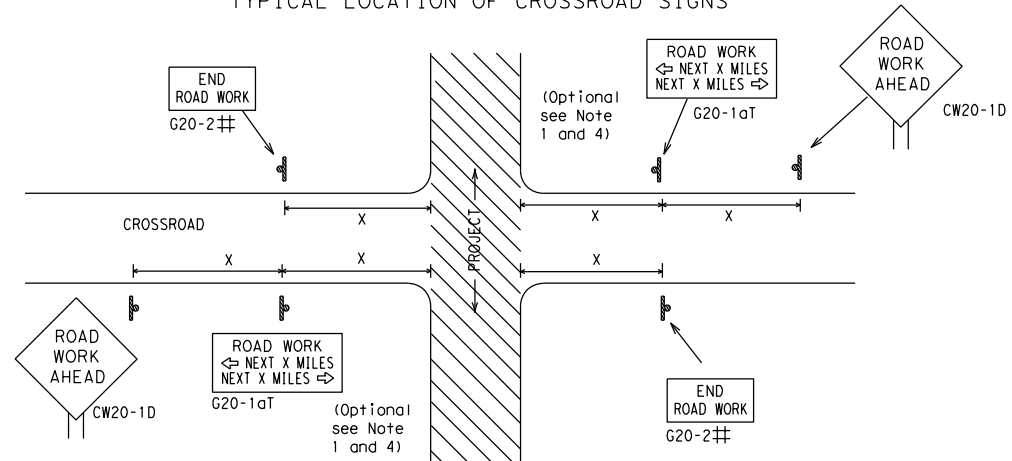 TYPICAL LOCATION OF CROSSROAD SIGNS
ROAD
WORK
AHEAD
CW20-1D
ROAD WORK
⇦ NEXT X MILES
NEXT X MILES ⇨
G20-1aT
(Optional
see Note
1 and 4)
END
ROAD WORK
G20-2#
X
X
X
CROSSROAD
PROJECT
X
X
X
ROAD
WORK
AHEAD
CW20-1D
ROAD WORK
⇦ NEXT X MILES
NEXT X MILES ⇨
G20-1aT
(Optional
see Note
1 and 4)
END
ROAD WORK
G20-2#